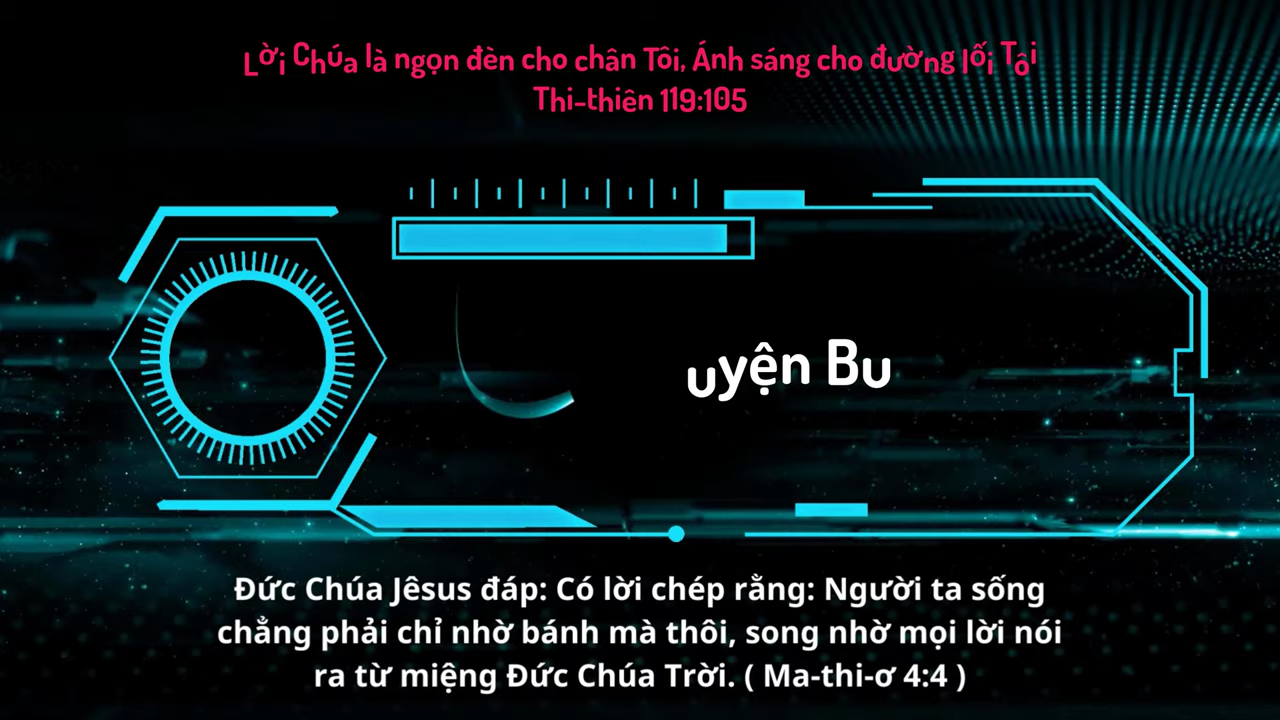 Lời Chúa là ngọn đèn cho chân Tôi, Ánh sáng cho đường lối Tôi
Thi-thiên 119:105
uyện Bu
Đức Chúa Jêsus đáp: Có lời chép rằng: Người ta sống
chẳng phải chỉ nhờ bánh mà thôi, song nhờ mọi lời nói
ra từ miệng Đức Chúa Trời. ( Ma-thi-ơ 4:4 )